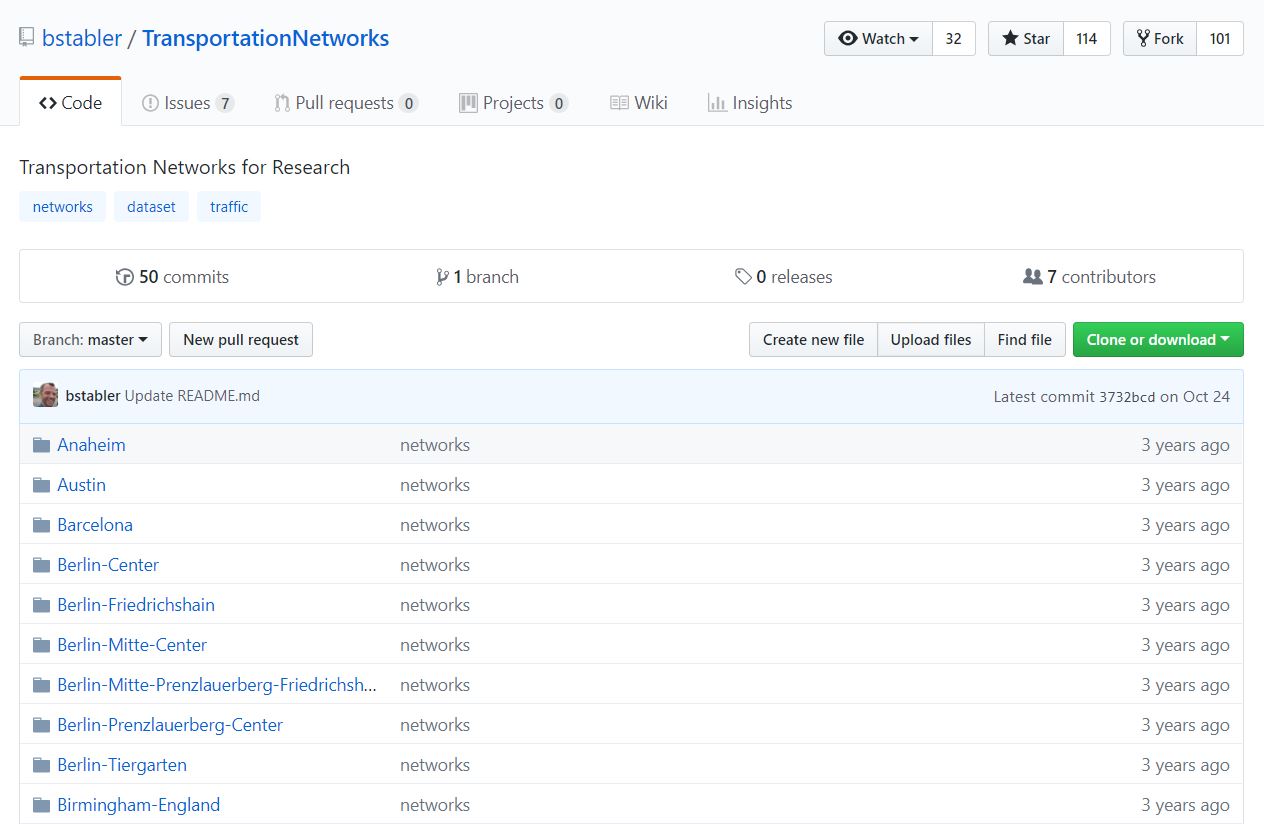 bstabler / TransportationNetworks
Watch 32 Star 114 Fork 101
Code Issues 7 Pull requests 0 Projects 0 Wiki Insights
Transportation Networks for Research
networks dataset traffic
50 commits 1 branch 0 releases 7 contributors
Branch: master New pull request Create new file Upload files Find file Clone or download
bstabler Update README.md Latest commit 3732bcd on Oct 24
Anaheim networks 3 years ago
Austin networks 3 years ago
Barcelona networks 3 years ago
Berlin-Center networks 3 years ago
Berlin-Friedrichshain networks 3 years ago
Berlin-Mitte-Center networks 3 years ago
Berlin-Mitte-Prenzlauerberg-Friedrichsh... networks 3 years ago
Berlin-Prenzlauerberg-Center networks 3 years ago
Berlin-Tiergarten networks 3 years ago
Birmingham-England networks 3 years ago